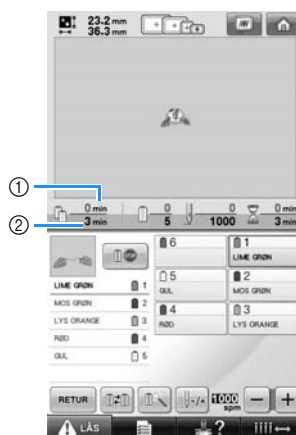 23.2 mm
36.3 mm
①
②
0 min
3 min
0
5
0
1000
0 min
3 min
6
1
LIME GRØN
LIME GRØN 1
5
GUL
2
MOS GRØN
MOS GRØN 2
LYS ORANGE 3
4
RØD
3
LYS ORANGE
RØD 4
GUL 5
RETUR
-/+
1000
spm
−
+
LÅS
?